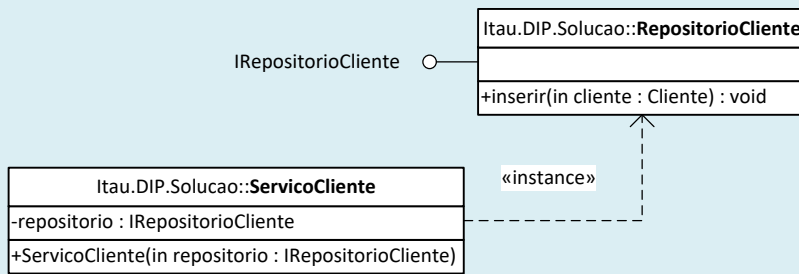 Itau.DIP.Solucao::RepositorioCliente
IRepositorioCliente
+inserir(in cliente : Cliente) : void
«instance»
Itau.DIP.Solucao::ServicoCliente
-repositorio : IRepositorioCliente
+ServicoCliente(in repositorio : IRepositorioCliente)